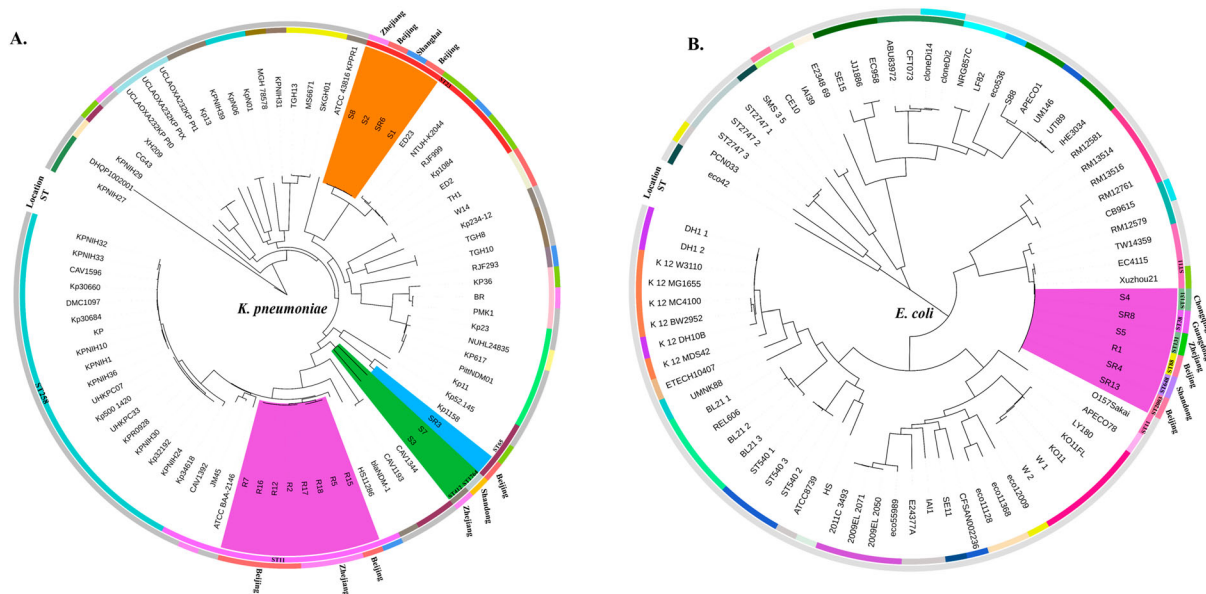 A.
K. pneumoniae
Location
ST
Zhejiang
Beijing
Shanghai
Beijing
ST23
S8
S2
SR6
S1
ED23
NTUH-K2044
RJF999
Kp1084
ED2
TH1
W14
Kp234-12
TGH8
TGH10
RJF293
KP36
BR
PMK1
Kp23
NUHL24835
KP617
PittNDM01
Kp11
Kp52.145
Kp1158
SR3
S7
S3
CAV1344
CAV1193
blaNDM-1
HS11286
R15
R5
R18
R17
R2
R12
R16
R7
ATCC BAA-2146
JM45
CAV1392
Kp34618
KPNIH24
Kp32192
KPNIH30
KPR0928
UHKPC33
Kp500_1420
UHKPC07
KPNIH36
KPNIH1
KPNIH10
KP
Kp30684
DMC1097
Kp30660
CAV1596
KPNIH33
KPNIH32
KPNIH27
DHQP1002001
KPNIH29
CG43
XH209
UCLAOXA232KP Pt0
UCLAOXA232KP PtX
UCLAOXA232KP Pt1
Kp13
KPNIH39
KpN06
KpN01
MGH 78578
KPNIH31
TGH13
MS6671
SKGH01
ATCC 43816 KPPR1
ST258
ST11
Beijing
Zhejiang
Beijing
Zhejiang
Shandong
Beijing
B.
E. coli
Location
ST
DH1 1
DH1 2
K 12 W3110
K 12 MG1655
K 12 MC4100
K 12 BW2952
K 12 DH10B
K 12 MDS42
ETECH10407
UMNK88
BL21 1
REL606
BL21 2
BL21 3
ST540 1
ST540 3
ST540 2
ATCC8739
HS
2011C 3493
2009EL 2071
2009EL 2050
eco55989
E24377A
IAI1
SE11
CFSAN002236
eco11128
eco11368
eco12009
W 2
W 1
KO11
KO11FL
LY180
APECO78
O157Sakai
SR13
SR4
R1
S5
SR8
S4
Xuzhou21
EC4115
TW14359
RM12579
CB9615
RM12761
RM13516
RM13514
RM12581
IHE3034
UTI89
UM146
APECO1
S88
eco536
LF82
NRG857C
cloneDi2
cloneDi14
CFT073
ABU83972
EC958
JJ1886
SE15
E2348 69
IAI39
CE10
SMS 3 5
ST2747 1
ST2747 2
ST2747 3
PCN033
eco42
ST11
Chongqing
Guangdong
Zhejiang
Beijing
Shandong
Beijing